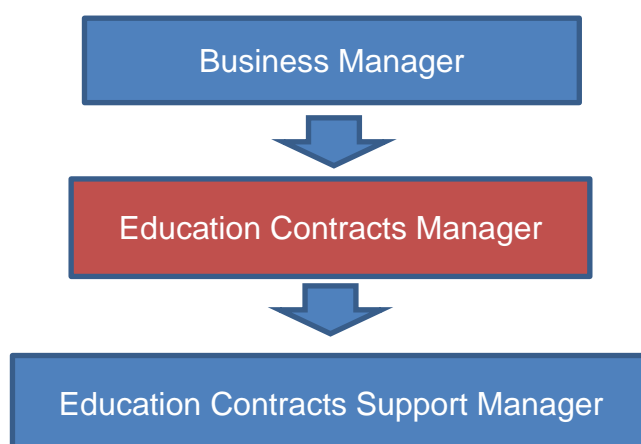 Business Manager
Education Contracts Manager
Education Contracts Support Manager